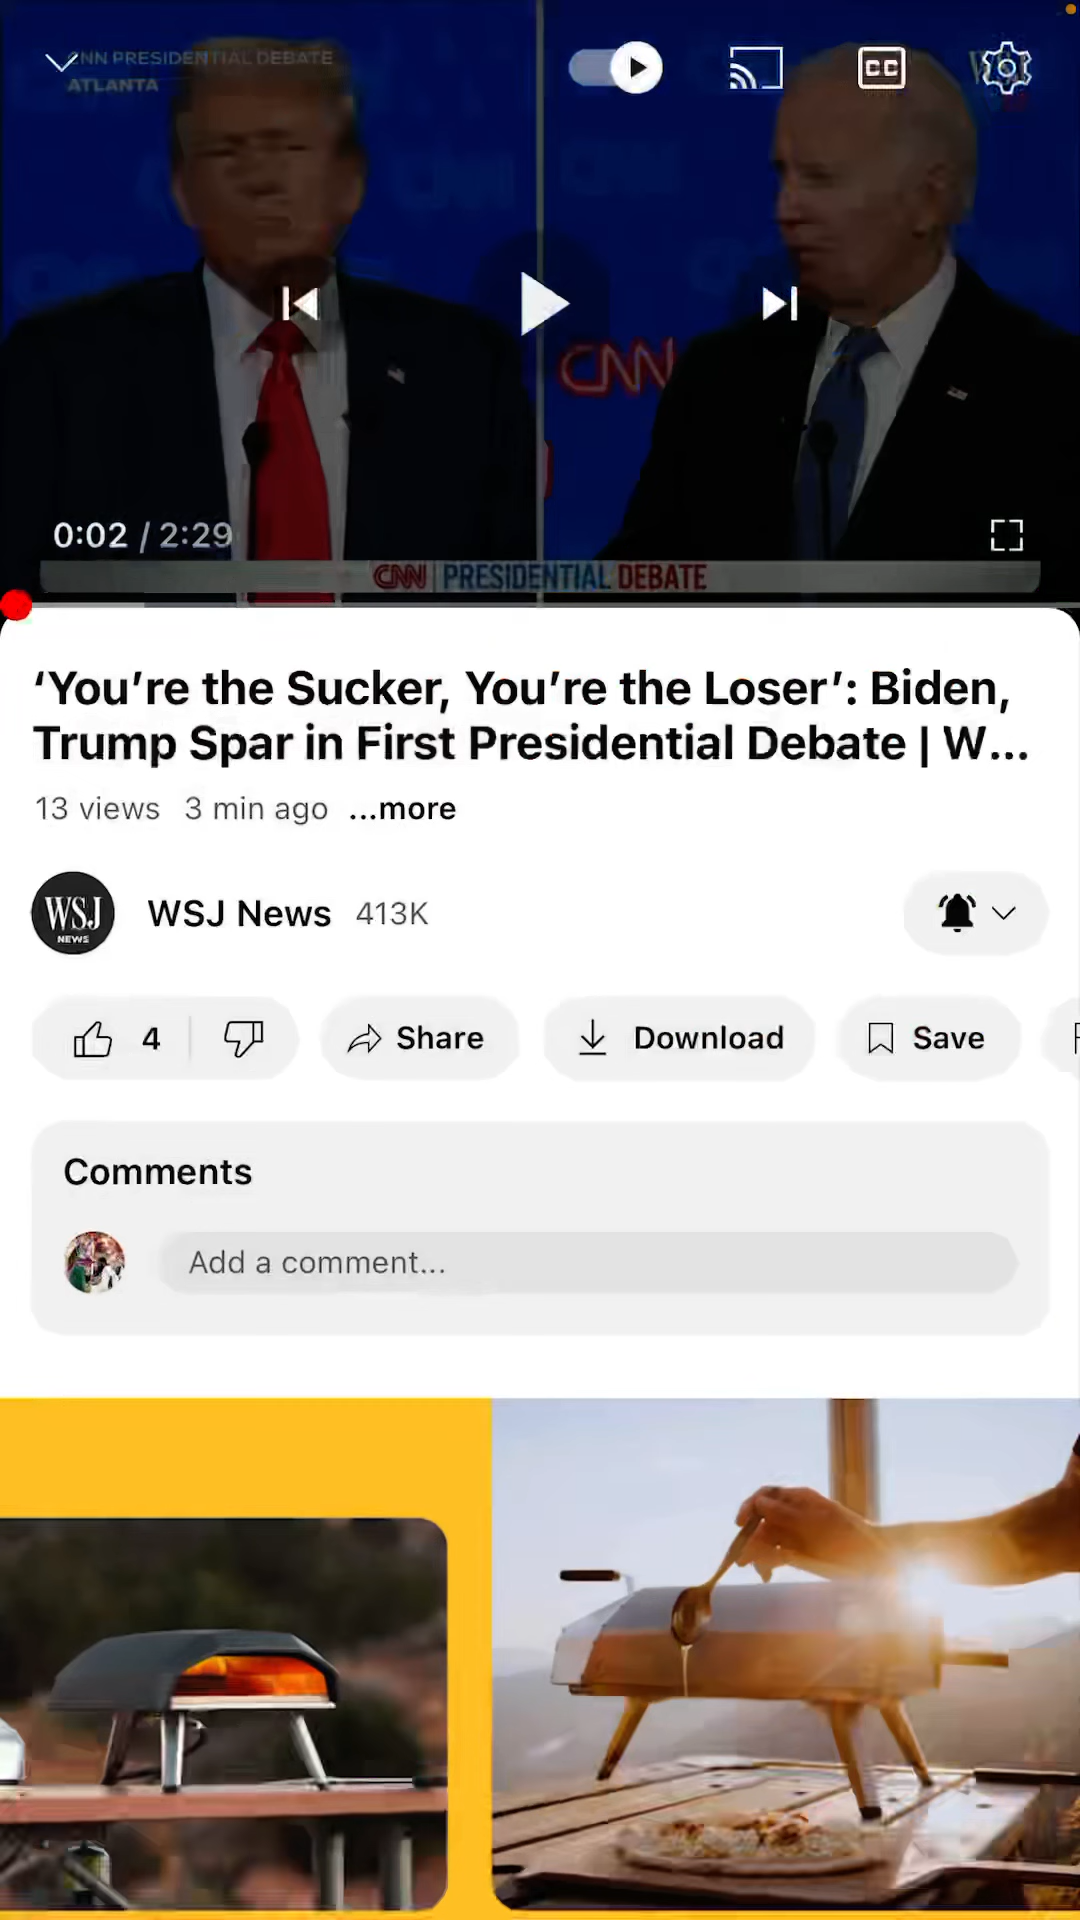 CNN PRESIDENTIAL DEBATE
ATLANTA
CC
CNN
0:02 / 2:29
CNN PRESIDENTIAL DEBATE
‘You’re the Sucker, You’re the Loser’: Biden,
Trump Spar in First Presidential Debate | W...
13 views 3 min ago ...more
WSJ
NEWS
WSJ News 413K
4
Share
Download
Save
Comments
Add a comment...